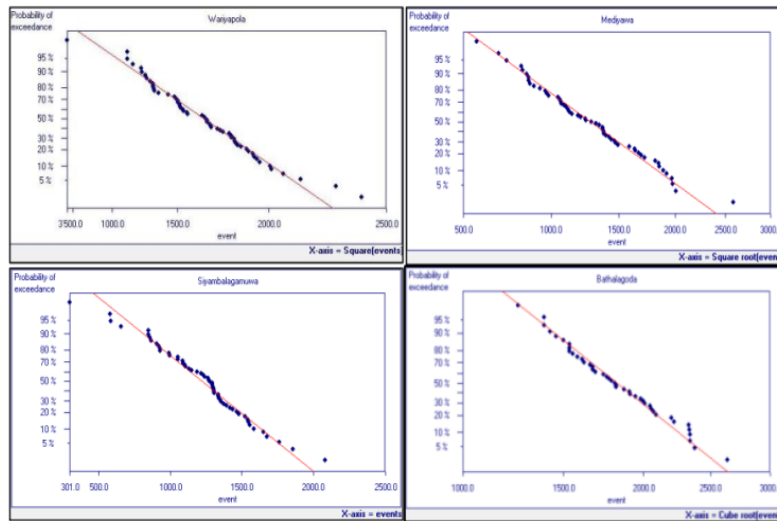 Probability of
exceedance
Wariyapola
95 %
90 %
80 %
70 %
50 %
30 %
20 %
10 %
5 %
3500.0 1000.0 1500.0 2000.0 2500.0
event
X-axis = Square(events)
Probability of
exceedance
Mediyawa
95 %
90 %
80 %
70 %
50 %
30 %
20 %
10 %
5 %
500.0 1000.0 1500.0 2000.0 2500.0 3000.0
event
X-axis = Square root(even
Probability of
exceedance
Siyambalagamuwa
95 %
90 %
80 %
70 %
50 %
30 %
20 %
10 %
5 %
301.0 500.0 1000.0 1500.0 2000.0 2500.0
event
X-axis = events
Probability of
exceedance
Bathalagoda
95 %
90 %
80 %
70 %
50 %
30 %
20 %
10 %
5 %
1000.0 1500.0 2000.0 2500.0 3000.0
event
X-axis = Cube root(even